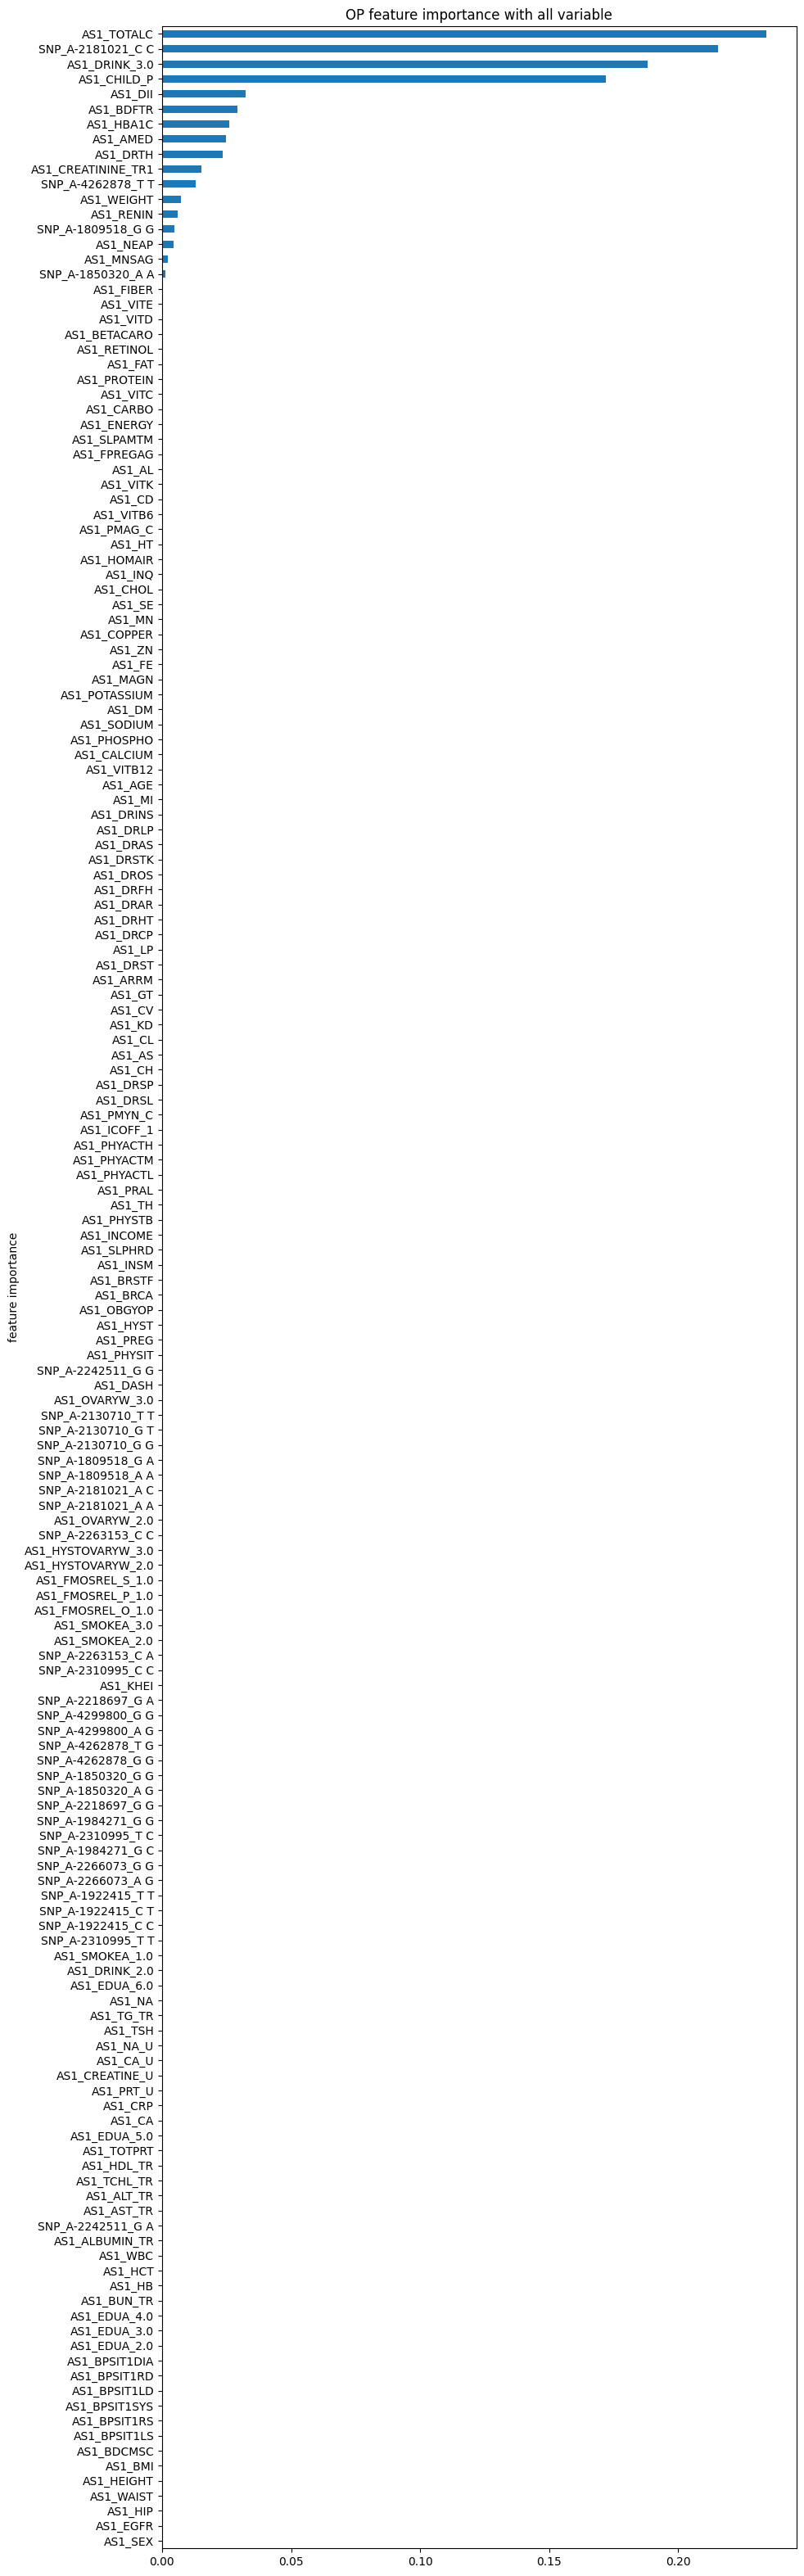 OP feature importance with all variable
AS1_TOTALC
SNP_A-2181021_C C
AS1_DRINK_3.0
AS1_CHILD_P
AS1_DII
AS1_BDFTR
AS1_HBA1C
AS1_AMED
AS1_DRTH
AS1_CREATININE_TR1
SNP_A-4262878_T T
AS1_WEIGHT
AS1_RENIN
SNP_A-1809518_G G
AS1_NEAP
AS1_MNSAG
SNP_A-1850320_A A
AS1_FIBER
AS1_VITE
AS1_VITD
AS1_BETACARO
AS1_RETINOL
AS1_FAT
AS1_PROTEIN
AS1_VITC
AS1_CARBO
AS1_ENERGY
AS1_SLPAMTM
AS1_FPREGAG
AS1_AL
AS1_VITK
AS1_CD
AS1_VITB6
AS1_PMAG_C
AS1_HT
AS1_HOMAIR
AS1_INQ
AS1_CHOL
AS1_SE
AS1_MN
AS1_COPPER
AS1_ZN
AS1_FE
AS1_MAGN
AS1_POTASSIUM
AS1_DM
AS1_SODIUM
AS1_PHOSPHO
AS1_CALCIUM
AS1_VITB12
AS1_AGE
AS1_MI
AS1_DRINS
AS1_DRLP
AS1_DRAS
AS1_DRSTK
AS1_DROS
AS1_DRFH
AS1_DRAR
AS1_DRHT
AS1_DRCP
AS1_LP
AS1_DRST
AS1_ARRM
AS1_GT
AS1_CV
AS1_KD
AS1_CL
AS1_AS
AS1_CH
AS1_DRSP
AS1_DRSL
AS1_PMYN_C
AS1_ICOFF_1
AS1_PHYACTH
AS1_PHYACTM
AS1_PHYACTL
AS1_PRAL
AS1_TH
AS1_PHYSTB
AS1_INCOME
AS1_SLPHRD
AS1_INSM
AS1_BRSTF
AS1_BRCA
AS1_OBGYOP
AS1_HYST
AS1_PREG
AS1_PHYSIT
SNP_A-2242511_G G
AS1_DASH
AS1_OVARYW_3.0
SNP_A-2130710_T T
SNP_A-2130710_G T
SNP_A-2130710_G G
SNP_A-1809518_G A
SNP_A-1809518_A A
SNP_A-2181021_A C
SNP_A-2181021_A A
AS1_OVARYW_2.0
SNP_A-2263153_C C
AS1_HYSTOVARYW_3.0
AS1_HYSTOVARYW_2.0
AS1_FMOSREL_S_1.0
AS1_FMOSREL_P_1.0
AS1_FMOSREL_O_1.0
AS1_SMOKEA_3.0
AS1_SMOKEA_2.0
SNP_A-2263153_C A
SNP_A-2310995_C C
AS1_KHEI
SNP_A-2218697_G A
SNP_A-4299800_G G
SNP_A-4299800_A G
SNP_A-4262878_T G
SNP_A-4262878_G G
SNP_A-1850320_G G
SNP_A-1850320_A G
SNP_A-2218697_G G
SNP_A-1984271_G G
SNP_A-2310995_T C
SNP_A-1984271_G C
SNP_A-2266073_G G
SNP_A-2266073_A G
SNP_A-1922415_T T
SNP_A-1922415_C T
SNP_A-1922415_C C
SNP_A-2310995_T T
AS1_SMOKEA_1.0
AS1_DRINK_2.0
AS1_EDUA_6.0
AS1_NA
AS1_TG_TR
AS1_TSH
AS1_NA_U
AS1_CA_U
AS1_CREATINE_U
AS1_PRT_U
AS1_CRP
AS1_CA
AS1_EDUA_5.0
AS1_TOTPRT
AS1_HDL_TR
AS1_TCHL_TR
AS1_ALT_TR
AS1_AST_TR
SNP_A-2242511_G A
AS1_ALBUMIN_TR
AS1_WBC
AS1_HCT
AS1_HB
AS1_BUN_TR
AS1_EDUA_4.0
AS1_EDUA_3.0
AS1_EDUA_2.0
AS1_BPSIT1DIA
AS1_BPSIT1RD
AS1_BPSIT1LD
AS1_BPSIT1SYS
AS1_BPSIT1RS
AS1_BPSIT1LS
AS1_BDCMSC
AS1_BMI
AS1_HEIGHT
AS1_WAIST
AS1_HIP
AS1_EGFR
AS1_SEX
feature importance
0.00 0.05 0.10 0.15 0.20